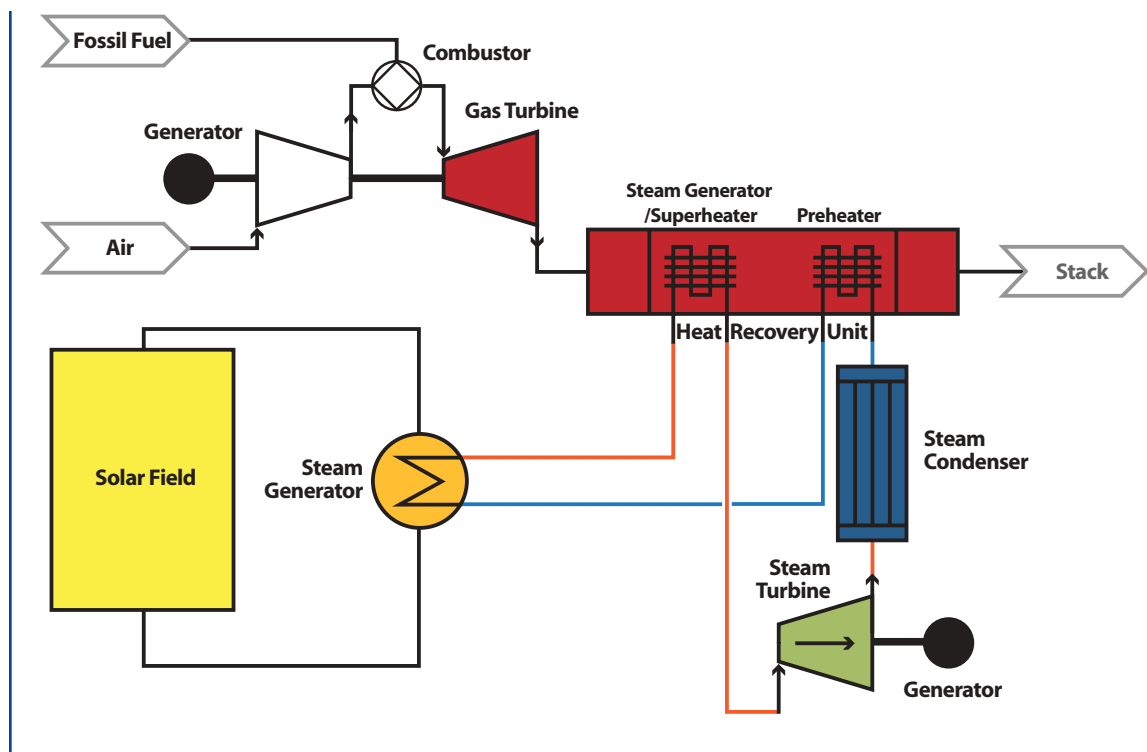 Fossil Fuel
Combustor
Gas Turbine
Generator
Air
Steam Generator
/Superheater
Preheater
Stack
Heat Recovery Unit
Solar Field
Steam
Generator
Steam
Condenser
Steam
Turbine
Generator